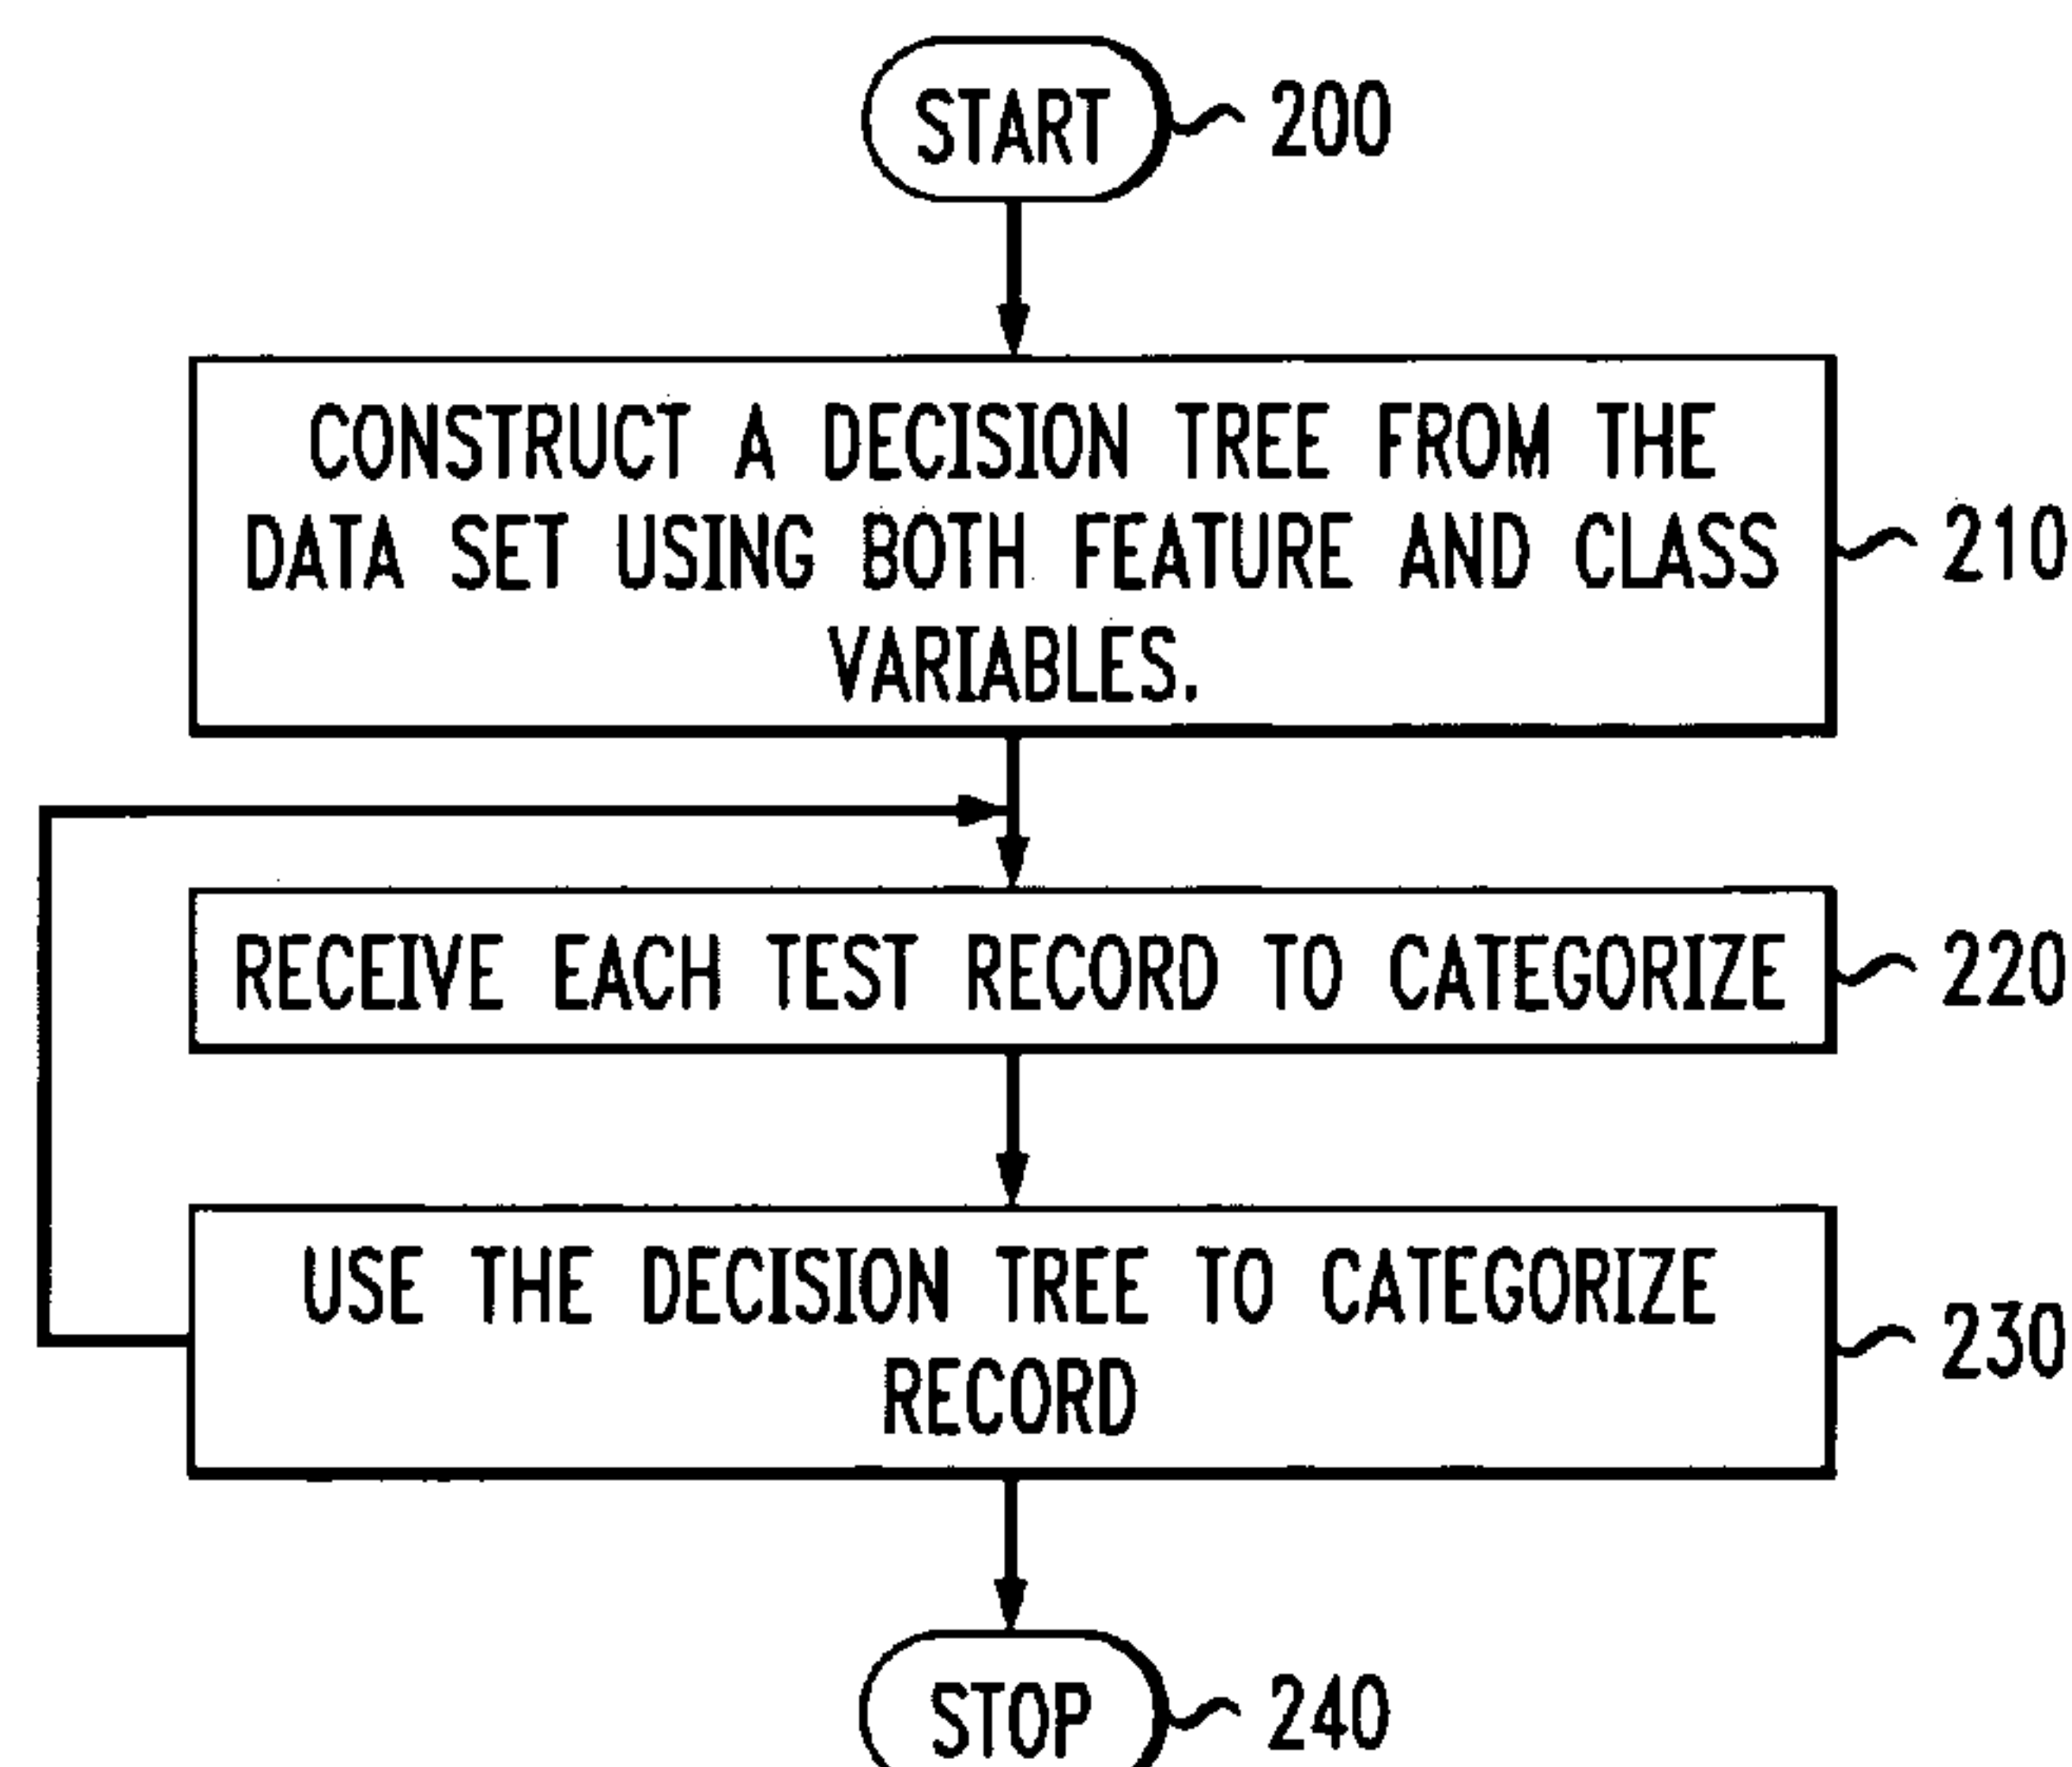 START 200
CONSTRUCT A DECISION TREE FROM THE
DATA SET USING BOTH FEATURE AND CLASS
VARIABLES.
210
RECEIVE EACH TEST RECORD TO CATEGORIZE 220
USE THE DECISION TREE TO CATEGORIZE
RECORD
230
STOP 240